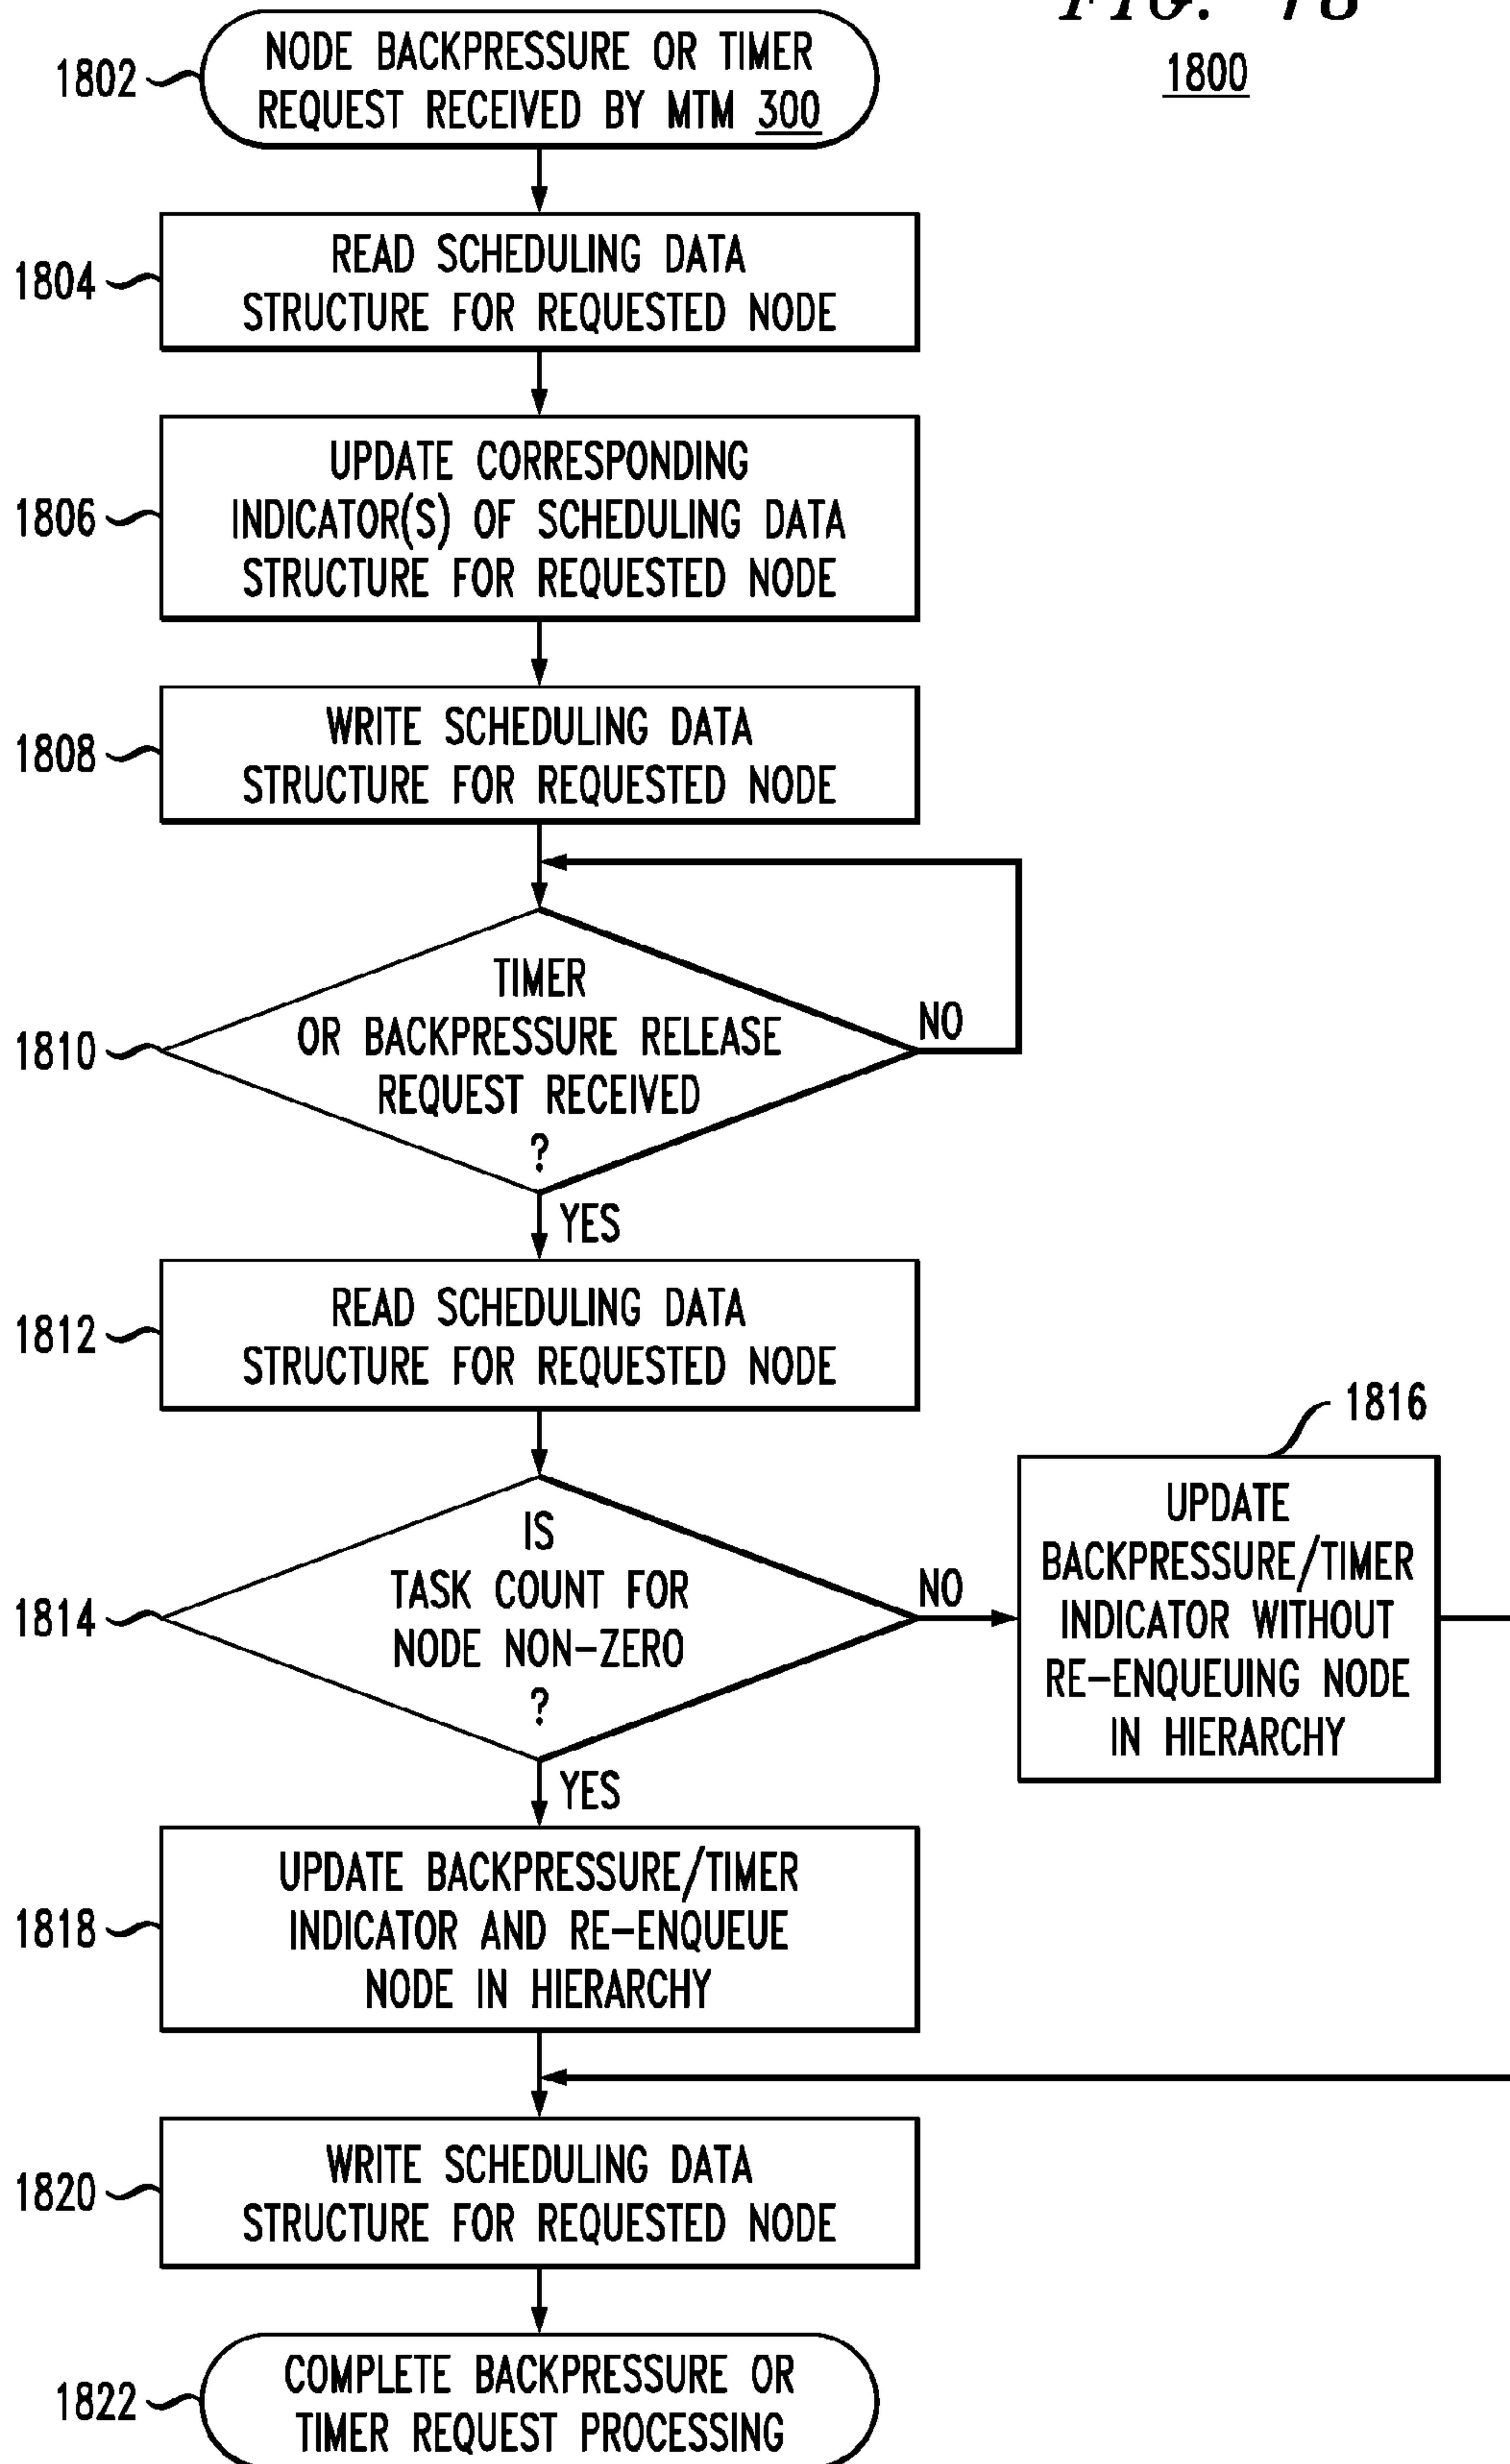 FIG. 18
1800
1802
NODE BACKPRESSURE OR TIMER
REQUEST RECEIVED BY MTM 300
1804
READ SCHEDULING DATA
STRUCTURE FOR REQUESTED NODE
1806
UPDATE CORRESPONDING
INDICATOR(S) OF SCHEDULING DATA
STRUCTURE FOR REQUESTED NODE
1808
WRITE SCHEDULING DATA
STRUCTURE FOR REQUESTED NODE
1810
TIMER
OR BACKPRESSURE RELEASE
REQUEST RECEIVED
?
NO
YES
1812
READ SCHEDULING DATA
STRUCTURE FOR REQUESTED NODE
1814
IS
TASK COUNT FOR
NODE NON-ZERO
?
NO
YES
1816
UPDATE
BACKPRESSURE/TIMER
INDICATOR WITHOUT
RE-ENQUEUING NODE
IN HIERARCHY
1818
UPDATE BACKPRESSURE/TIMER
INDICATOR AND RE-ENQUEUE
NODE IN HIERARCHY
1820
WRITE SCHEDULING DATA
STRUCTURE FOR REQUESTED NODE
1822
COMPLETE BACKPRESSURE OR
TIMER REQUEST PROCESSING